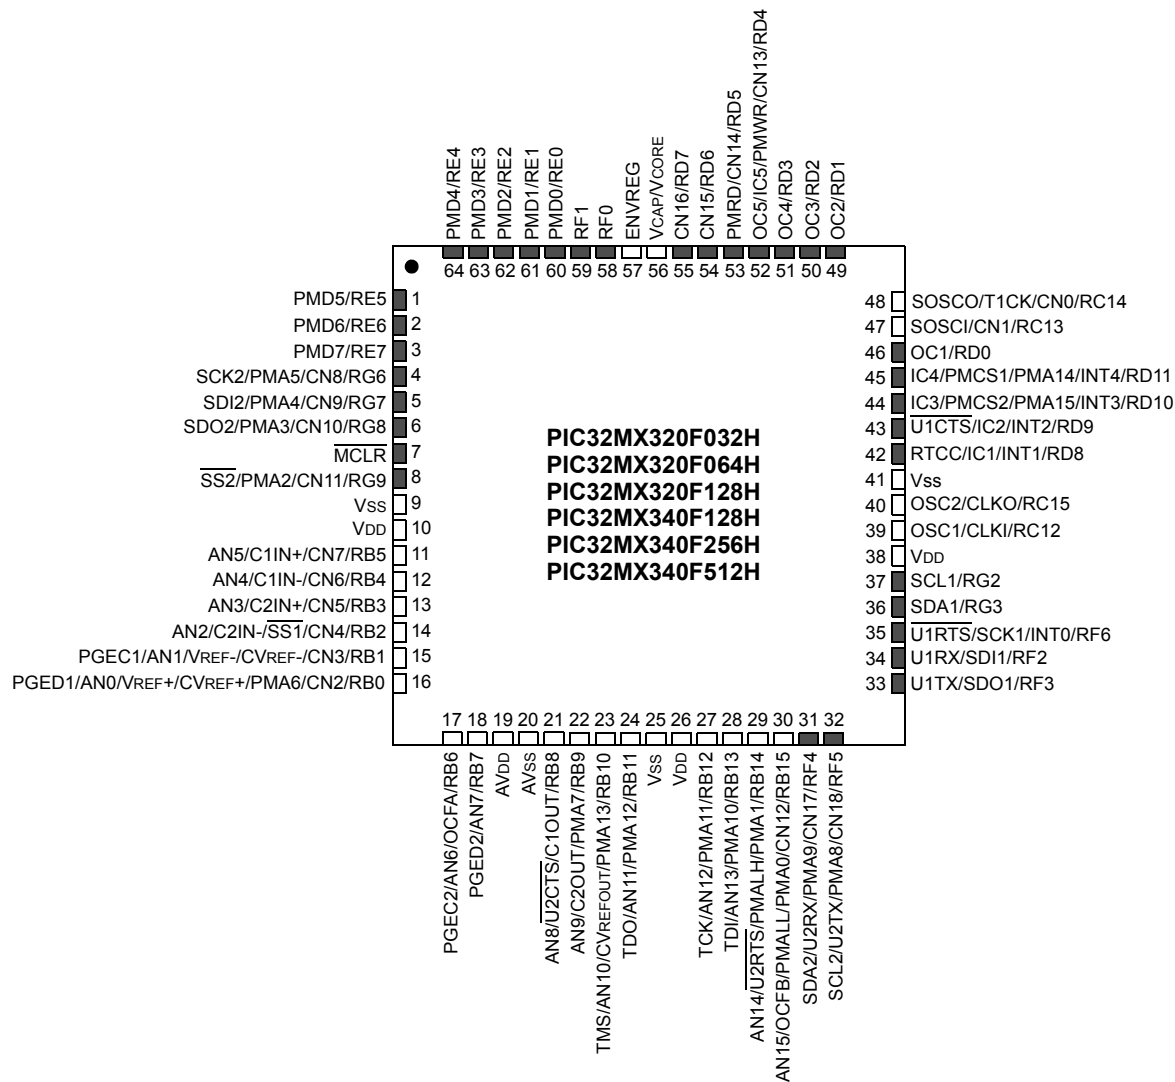 PMD4/RE4
PMD3/RE3
PMD2/RE2
PMD1/RE1
PMD0/RE0
RF1
RF0
ENVREG
VCAP/VCORE
CN16/RD7
CN15/RD6
PMRD/CN14/RD5
OC5/IC5/PMWR/CN13/RD4
OC4/RD3
OC3/RD2
OC2/RD1
64 63 62 61 60 59 58 57 56 55 54 53 52 51 50 49
PMD5/RE5 1
PMD6/RE6 2
PMD7/RE7 3
SCK2/PMA5/CN8/RG6 4
SDI2/PMA4/CN9/RG7 5
SDO2/PMA3/CN10/RG8 6
MCLR 7
SS2/PMA2/CN11/RG9 8
VSS 9
VDD 10
AN5/C1IN+/CN7/RB5 11
AN4/C1IN-/CN6/RB4 12
AN3/C2IN+/CN5/RB3 13
AN2/C2IN-/SS1/CN4/RB2 14
PGEC1/AN1/VREF-/CVREF-/CN3/RB1 15
PGED1/AN0/VREF+/CVREF+/PMA6/CN2/RB0 16
PIC32MX320F032H
PIC32MX320F064H
PIC32MX320F128H
PIC32MX340F128H
PIC32MX340F256H
PIC32MX340F512H
48 SOSCO/T1CK/CN0/RC14
47 SOSCI/CN1/RC13
46 OC1/RD0
45 IC4/PMCS1/PMA14/INT4/RD11
44 IC3/PMCS2/PMA15/INT3/RD10
43 U1CTS/IC2/INT2/RD9
42 RTCC/IC1/INT1/RD8
41 Vss
40 OSC2/CLKO/RC15
39 OSC1/CLKI/RC12
38 VDD
37 SCL1/RG2
36 SDA1/RG3
35 U1RTS/SCK1/INT0/RF6
34 U1RX/SDI1/RF2
33 U1TX/SDO1/RF3
17 18 19 20 21 22 23 24 25 26 27 28 29 30 31 32
PGEC2/AN6/OCFA/RB6
PGED2/AN7/RB7
AVDD
AVSS
AN8/U2CTS/C1OUT/RB8
AN9/C2OUT/PMA7/RB9
TMS/AN10/CVREFOUT/PMA13/RB10
TDO/AN11/PMA12/RB11
VSS
VDD
TCK/AN12/PMA11/RB12
TDI/AN13/PMA10/RB13
AN14/U2RTS/PMALH/PMA1/RB14
AN15/OCFB/PMALL/PMA0/CN12/RB15
SDA2/U2RX/PMA9/CN17/RF4
SCL2/U2TX/PMA8/CN18/RF5